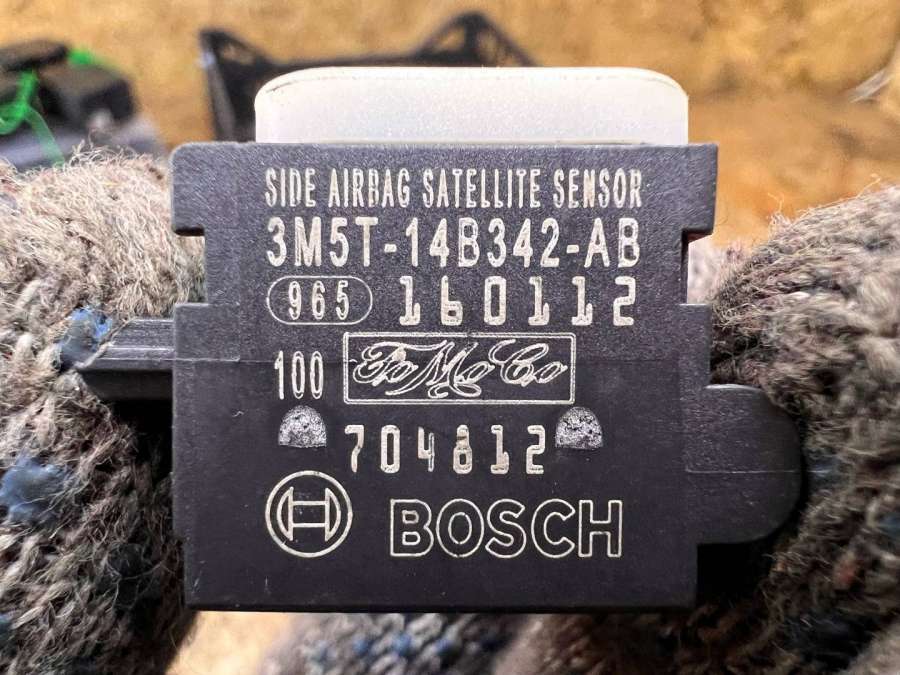 SIDE AIRBAG SATELLITE SENSOR
3M5T-14B342-AB
965 160112
100 FoMoCo
704812
BOSCH